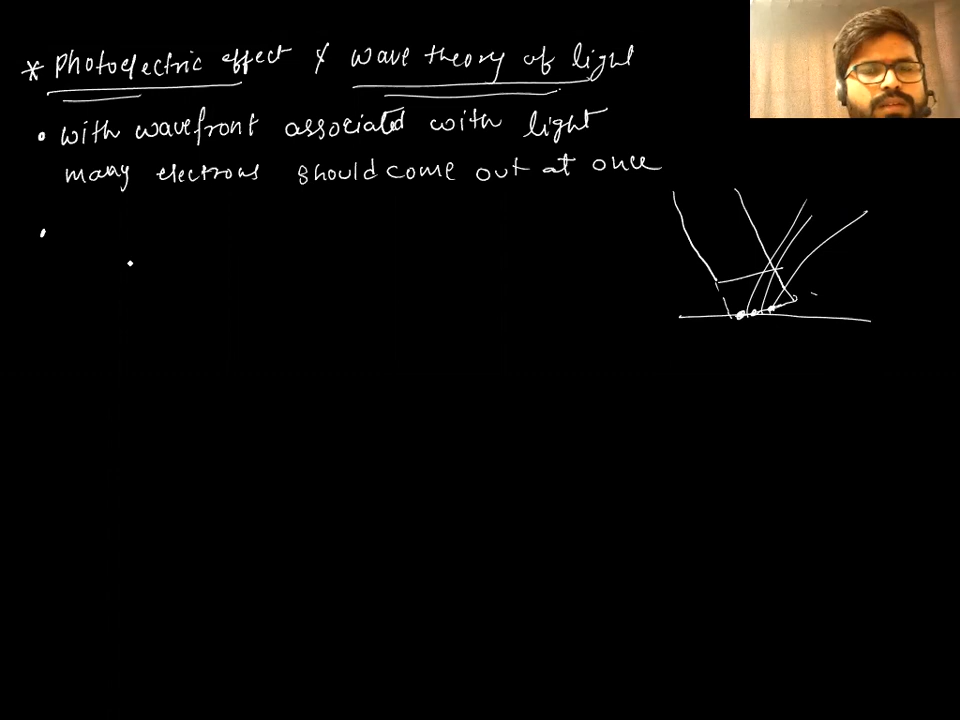 * Photoelectric effect & wave theory of light
• with wavefront associated with light
many electrons should come out at once